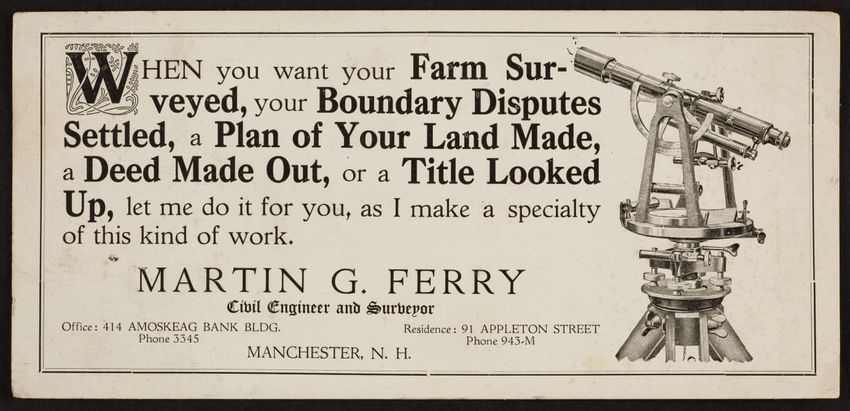 WHEN you want your Farm Sur-
veyed, your Boundary Disputes
Settled, a Plan of Your Land Made,
a Deed Made Out, or a Title Looked
Up, let me do it for you, as I make a specialty
of this kind of work.
MARTIN G. FERRY
Civil Engineer and Surveyor
Office: 414 AMOSKEAG BANK BLDG. Residence: 91 APPLETON STREET
Phone 3345 Phone 943-M
MANCHESTER, N. H.